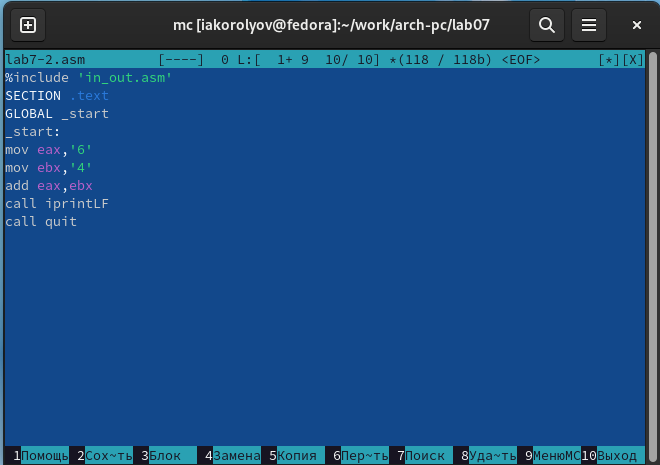 mc [iakorolyov@fedora]:~/work/arch-pc/lab07
lab7-2.asm [----] 0 L:[ 1+ 9 10/ 10] *(118 / 118b) <EOF> [*][X]
%include 'in_out.asm'
SECTION .text
GLOBAL _start
_start:
mov eax,'6'
mov ebx,'4'
add eax,ebx
call iprintLF
call quit
1Помощь 2Сох~ть 3Блок 4Замена 5Копия 6Пер~ть 7Поиск 8Уда~ть 9МенюMC 10Выход